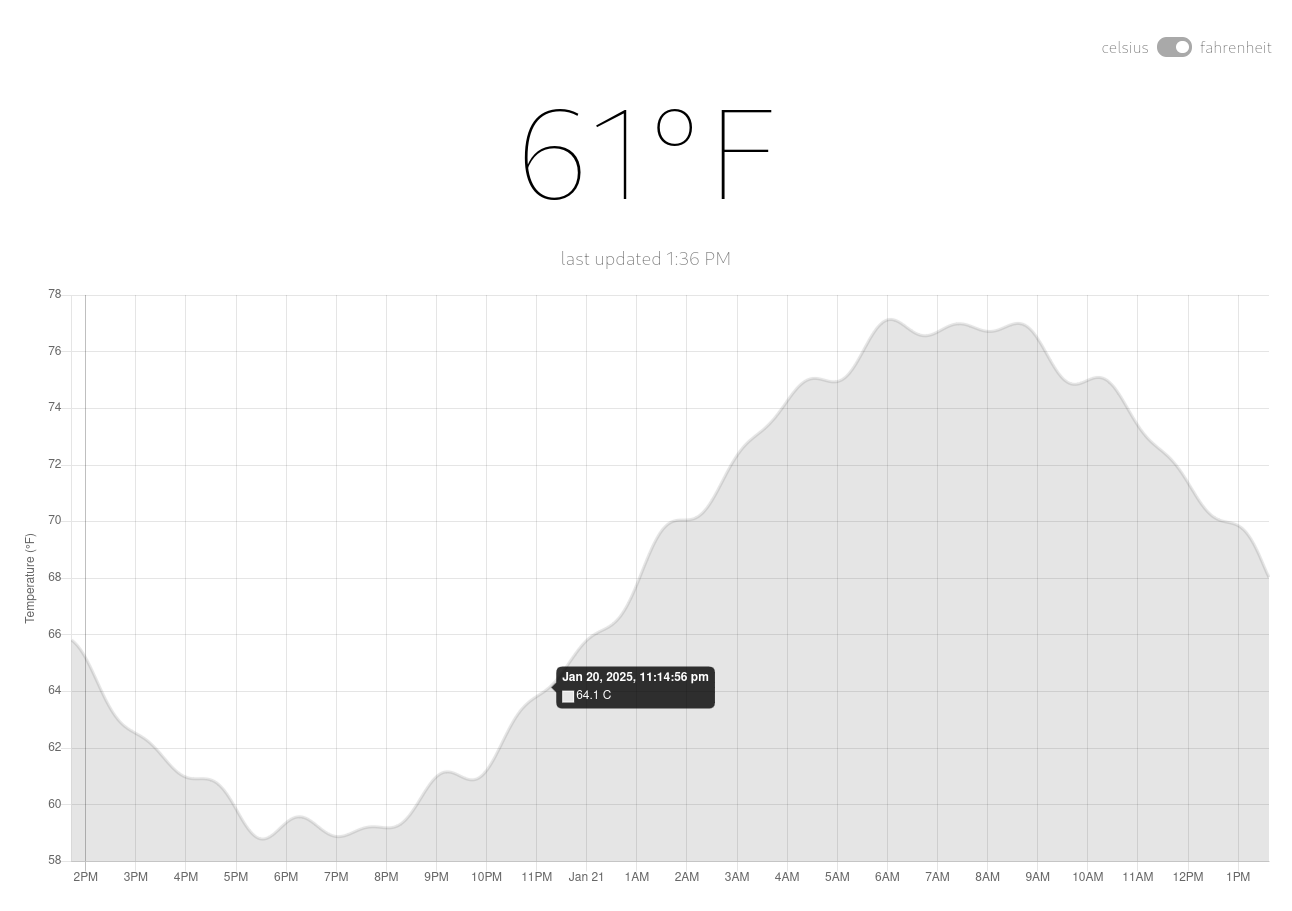 celsius fahrenheit
61°F
last updated 1:36 PM
78
76
74
72
70
68
66
64
62
60
58
Temperature (°F)
Jan 20, 2025, 11:14:56 pm
64.1 C
2PM 3PM 4PM 5PM 6PM 7PM 8PM 9PM 10PM 11PM Jan 21 1AM 2AM 3AM 4AM 5AM 6AM 7AM 8AM 9AM 10AM 11AM 12PM 1PM